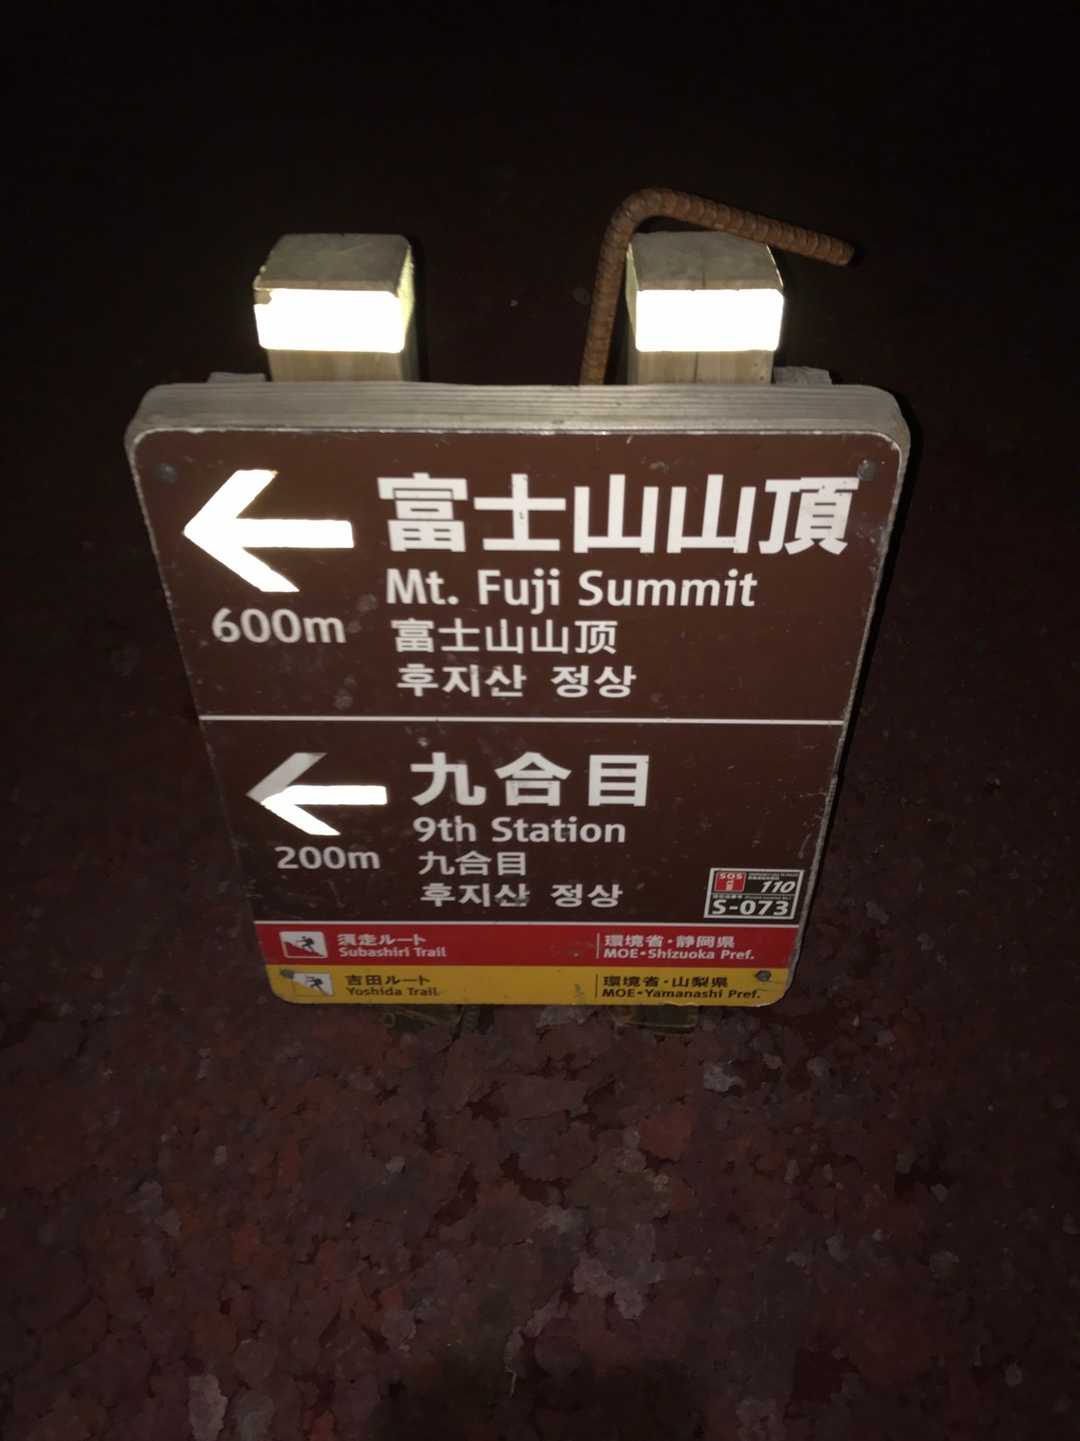 富士山山頂
600m
Mt. Fuji Summit
富士山山顶
후지산 정상
九合目
200m
9th Station
九合目
후지산 정상
SOS
110
S-073
須走ルート
Subashiri Trail
環境省・静岡県
MOE・Shizuoka Pref.
吉田ルート
Yoshida Trail
環境省・山梨県
MOE・Yamanashi Pref.